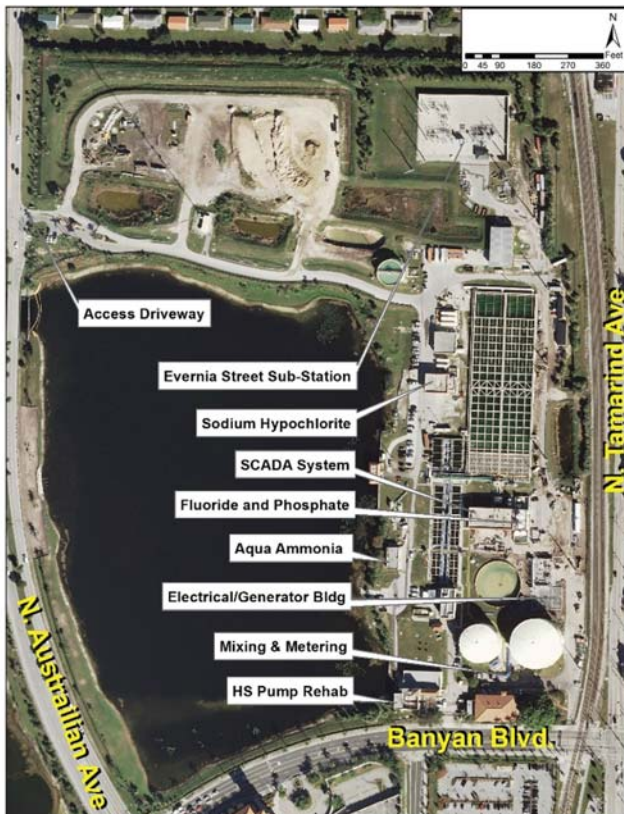 N
Feet
0 45 90 180 270 360
Access Driveway
Evernia Street Sub-Station
Sodium Hypochlorite
SCADA System
Fluoride and Phosphate
Aqua Ammonia
Electrical/Generator Bldg
Mixing & Metering
HS Pump Rehab
N. Tamarind Ave
N. Australian Ave
Banyan Blvd.